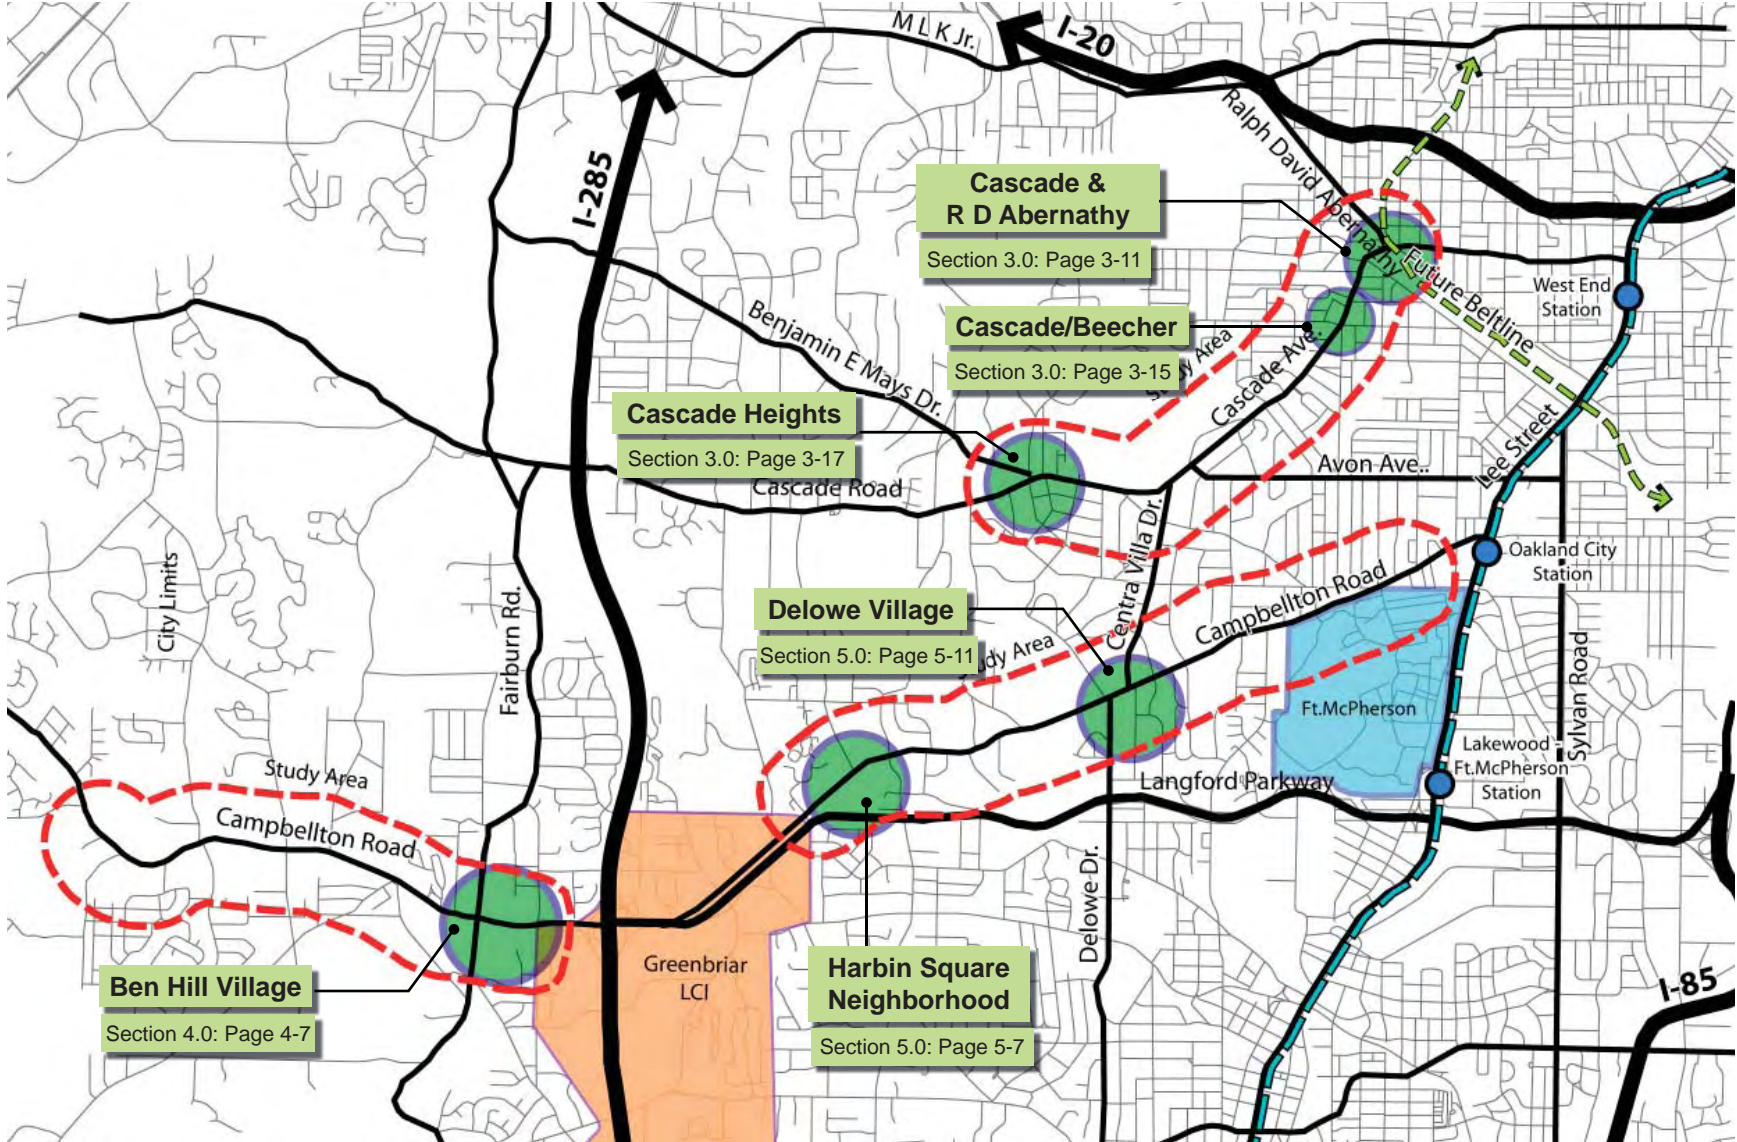 M L K Jr.
I-20
I-285
Ralph David Abernathy
Cascade &
R D Abernathy
Section 3.0: Page 3-11
Future Beltline
West End
Station
Cascade/Beecher
Section 3.0: Page 3-15
Study Area
Cascade Ave.
Benjamin E Mays Dr.
Cascade Heights
Section 3.0: Page 3-17
Cascade Road
Avon Ave..
Lee Street
City Limits
Fairburn Rd.
Centra Villa Dr.
Oakland City
Station
Delowe Village
Section 5.0: Page 5-11
Study Area
Campbellton Road
Ft.McPherson
Sylvan Road
Lakewood -
Ft.McPherson
Station
Langford Parkway
Study Area
Campbellton Road
Delowe Dr.
Greenbriar
LCI
Ben Hill Village
Section 4.0: Page 4-7
Harbin Square
Neighborhood
Section 5.0: Page 5-7
I-85